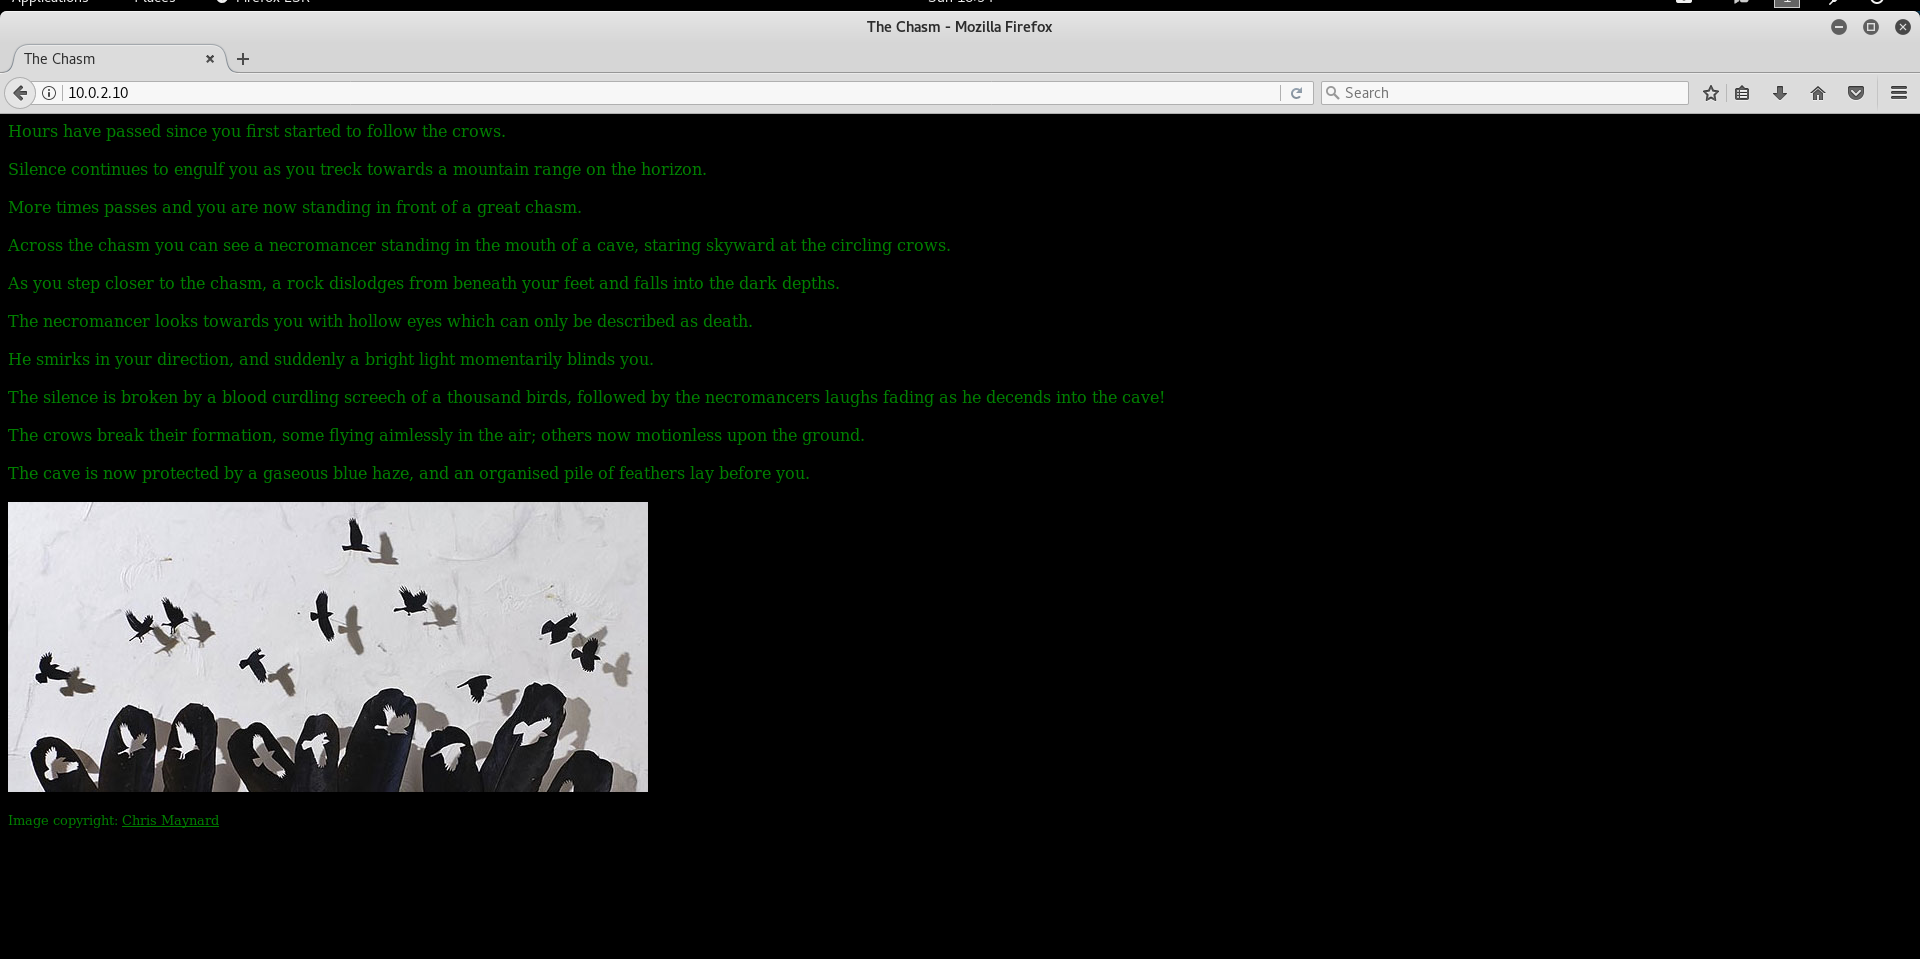 The Chasm - Mozilla Firefox
The Chasm
10.0.2.10
Search
Hours have passed since you first started to follow the crows.
Silence continues to engulf you as you treck towards a mountain range on the horizon.
More times passes and you are now standing in front of a great chasm.
Across the chasm you can see a necromancer standing in the mouth of a cave, staring skyward at the circling crows.
As you step closer to the chasm, a rock dislodges from beneath your feet and falls into the dark depths.
The necromancer looks towards you with hollow eyes which can only be described as death.
He smirks in your direction, and suddenly a bright light momentarily blinds you.
The silence is broken by a blood curdling screech of a thousand birds, followed by the necromancers laughs fading as he decends into the cave!
The crows break their formation, some flying aimlessly in the air; others now motionless upon the ground.
The cave is now protected by a gaseous blue haze, and an organised pile of feathers lay before you.
Image copyright: Chris Maynard